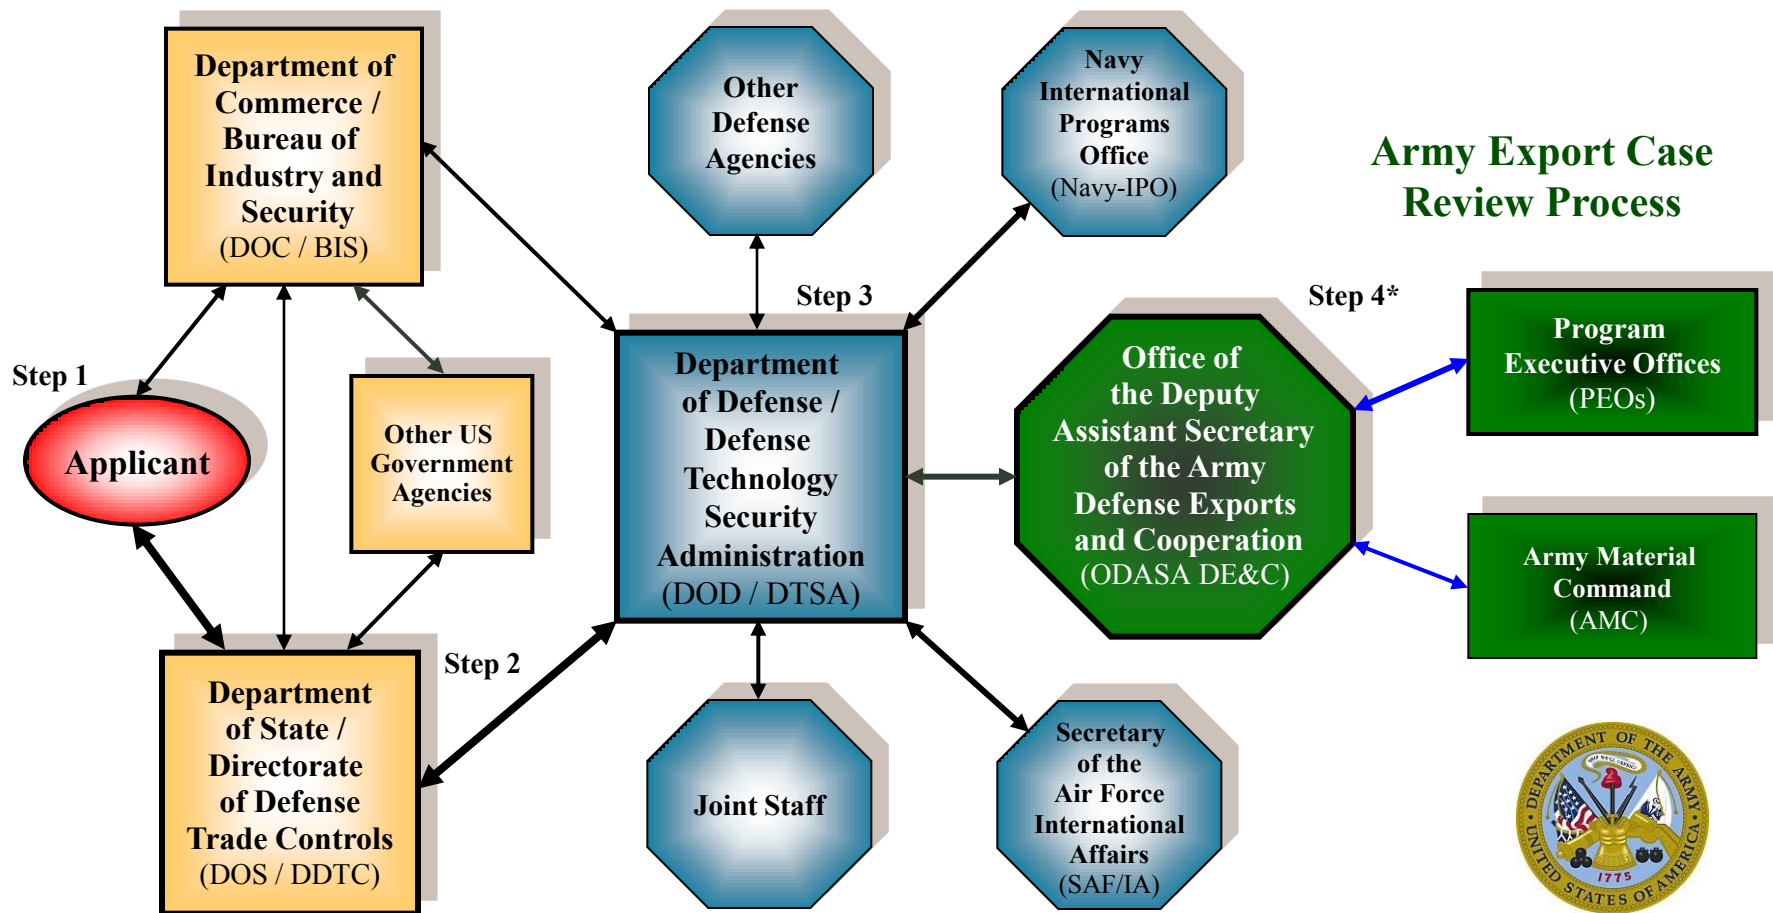 Department of
Commerce /
Bureau of
Industry and
Security
(DOC / BIS)
Other
Defense
Agencies
Navy
International
Programs
Office
(Navy-IPO)
Army Export Case
Review Process
Step 1
Applicant
Other US
Government
Agencies
Step 3
Department
of Defense /
Defense
Technology
Security
Administration
(DOD / DTSA)
Office of
the Deputy
Assistant Secretary
of the Army
Defense Exports
and Cooperation
(ODASA DE&C)
Step 4*
Program
Executive Offices
(PEOs)
Army Material
Command
(AMC)
Step 2
Department
of State /
Directorate
of Defense
Trade Controls
(DOS / DDTC)
Joint Staff
Secretary
of the
Air Force
International
Affairs
(SAF/IA)
DEPARTMENT OF THE ARMY
UNITED STATES OF AMERICA
1775